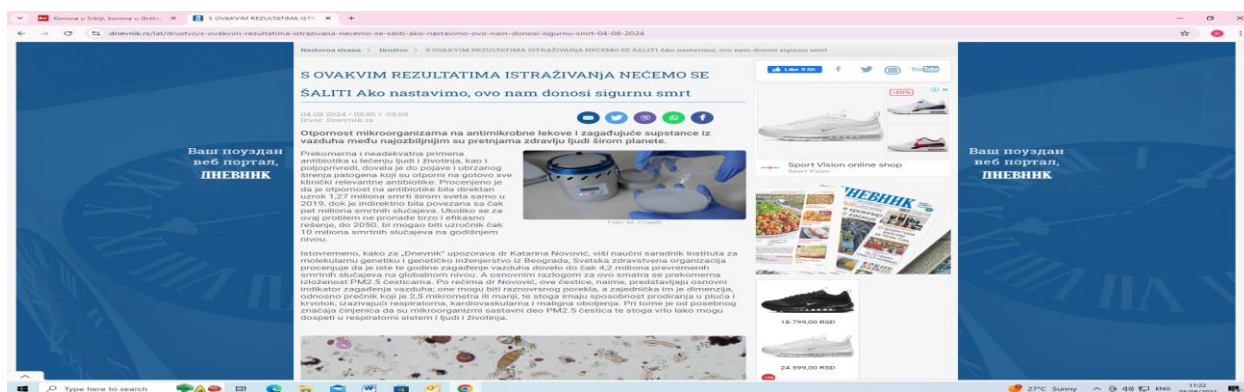 Korona u Srbiji, korona u Grčko
S OVAKVIM REZULTATIMA IST
dnevnik.rs/lat/drustvo/s-ovakvim-rezultatima-istrazivanja-necemo-se-saliti-ako-nastavimo-ovo-nam-donosi-sigurnu-smrt-04-08-2024
Naslovna strana > Društvo > S OVAKVIM REZULTATIMA ISTRAŽIVANjA NEĆEMO SE ŠALITI Ako nastavimo, ovo nam donosi sigurnu smrt
S OVAKVIM REZULTATIMA ISTRAŽIVANjA NEĆEMO SE
ŠALITI Ako nastavimo, ovo nam donosi sigurnu smrt
04.08.2024 08:56 > 09:09
Izvor: Dnevnik.rs
Otpornost mikroorganizama na antimikrobne lekove i zagađujuće supstance iz
vazduha među najozbiljnijim su pretnjama zdravlju ljudi širom planete.
Prekomerna i neadekvatna primena
antibiotika u lečenju ljudi i životinja, kao i
poljoprivredi, dovela je do pojave i ubrzanog
širenja patogena koji su otporni na gotovo sve
klinički relevantne antibiotike. Procenjeno je
da je otpornost na antibiotike bila direktan
uzrok 1,27 miliona smrti širom sveta samo u
2019, dok je indirektno bila povezana sa čak
pet miliona smrtnih slučajeva. Ukoliko se za
ovaj problem ne pronađe brzo i efikasno
rešenje, do 2050. bi mogao biti uzročnik čak
10 miliona smrtnih slučajeva na godišnjem
nivou.
Foto: M.
Istovremeno, kako za „Dnevnik“ upozorava dr Katarina Novović, viši naučni saradnik Instituta za
molekularnu genetiku i genetičko inženjerstvo iz Beograda, Svetska zdravstvena organizacija
procenjuje da je iste te godine zagađenje vazduha dovelo do čak 4,2 miliona prevremenih
smrtnih slučajeva na globalnom nivou. A osnovnim razlogom za ovo smatra se prekomerna
izloženost PM2.5 česticama. Po rečima dr Novović, ove čestice, naime, predstavljaju osnovni
indikator zagađenja vazduha; one mogu biti raznovrsnog porekla, a zajednička im je dimenzija,
odnosno prečnik koji je 2,5 mikrometra ili manji, te stoga imaju sposobnost prodiranja u pluća i
krvotok, izazivajući respiratorna, kardiovaskularna i maligna oboljenja. Pri tome je od posebnog
značaja činjenica da su mikroorganizmi sastavni deo PM2.5 čestica te stoga vrlo lako mogu
dospeti u respiratorni sistem i ljudi i životinja.
Ваш поуздан
веб портал,
ДНЕВНИК
Like
YouTube
-20%
Sport Vision online shop
Sport Vision
ДНЕВНИК
18.799,00 RSD
24.599,00 RSD
Ваш поуздан
веб портал,
ДНЕВНИК
Type here to search
27°C Sunny
ENG
11:22